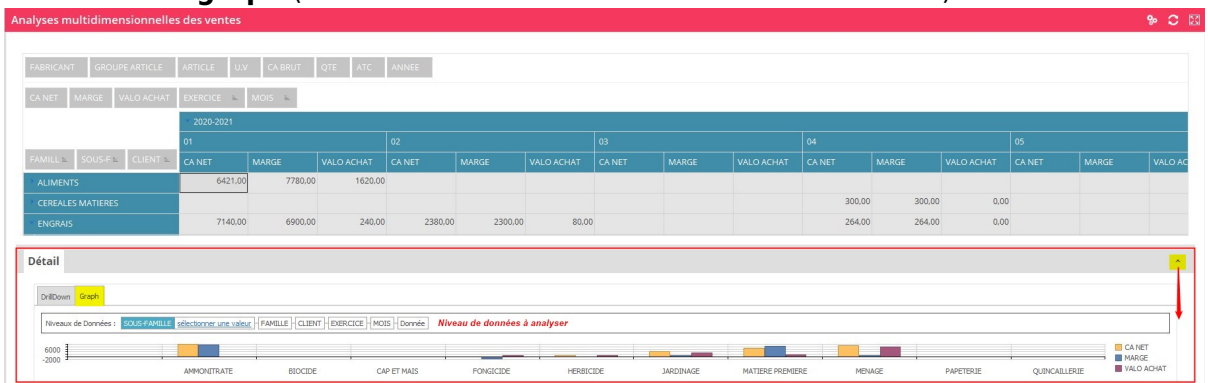 Analyses multidimensionnelles des ventes
FABRICANT GROUPE ARTICLE ARTICLE U.V CA BRUT QTE ATC ANNEE
CA NET MARGE VALO ACHAT EXERCICE MOIS
2020-2021
01 02 03 04 05
FAMILL SOUS-F CLIENT CA NET MARGE VALO ACHAT CA NET MARGE VALO ACHAT CA NET MARGE VALO ACHAT CA NET MARGE VALO ACHAT CA NET MARGE VALO AC
ALIMENTS 6421,00 7780,00 1620,00
CEREALES MATIERES 300,00 300,00 0,00
ENGRAIS 7140,00 6900,00 240,00 2380,00 2300,00 80,00 264,00 264,00 0,00
Détail
DrillDown Graph
Niveaux de Données : SOUS-FAMILLE sélectionner une valeur FAMILLE CLIENT EXERCICE MOIS Donnée Niveau de données à analyser
6000
-2000
CA NET
MARGE
VALO ACHAT
AMMONITRATE BIOCIDE CAP ET MAIS FONGICIDE HERBICIDE JARDINAGE MATIERE PREMIERE MENAGE PAPETERIE QUINCAILLERIE